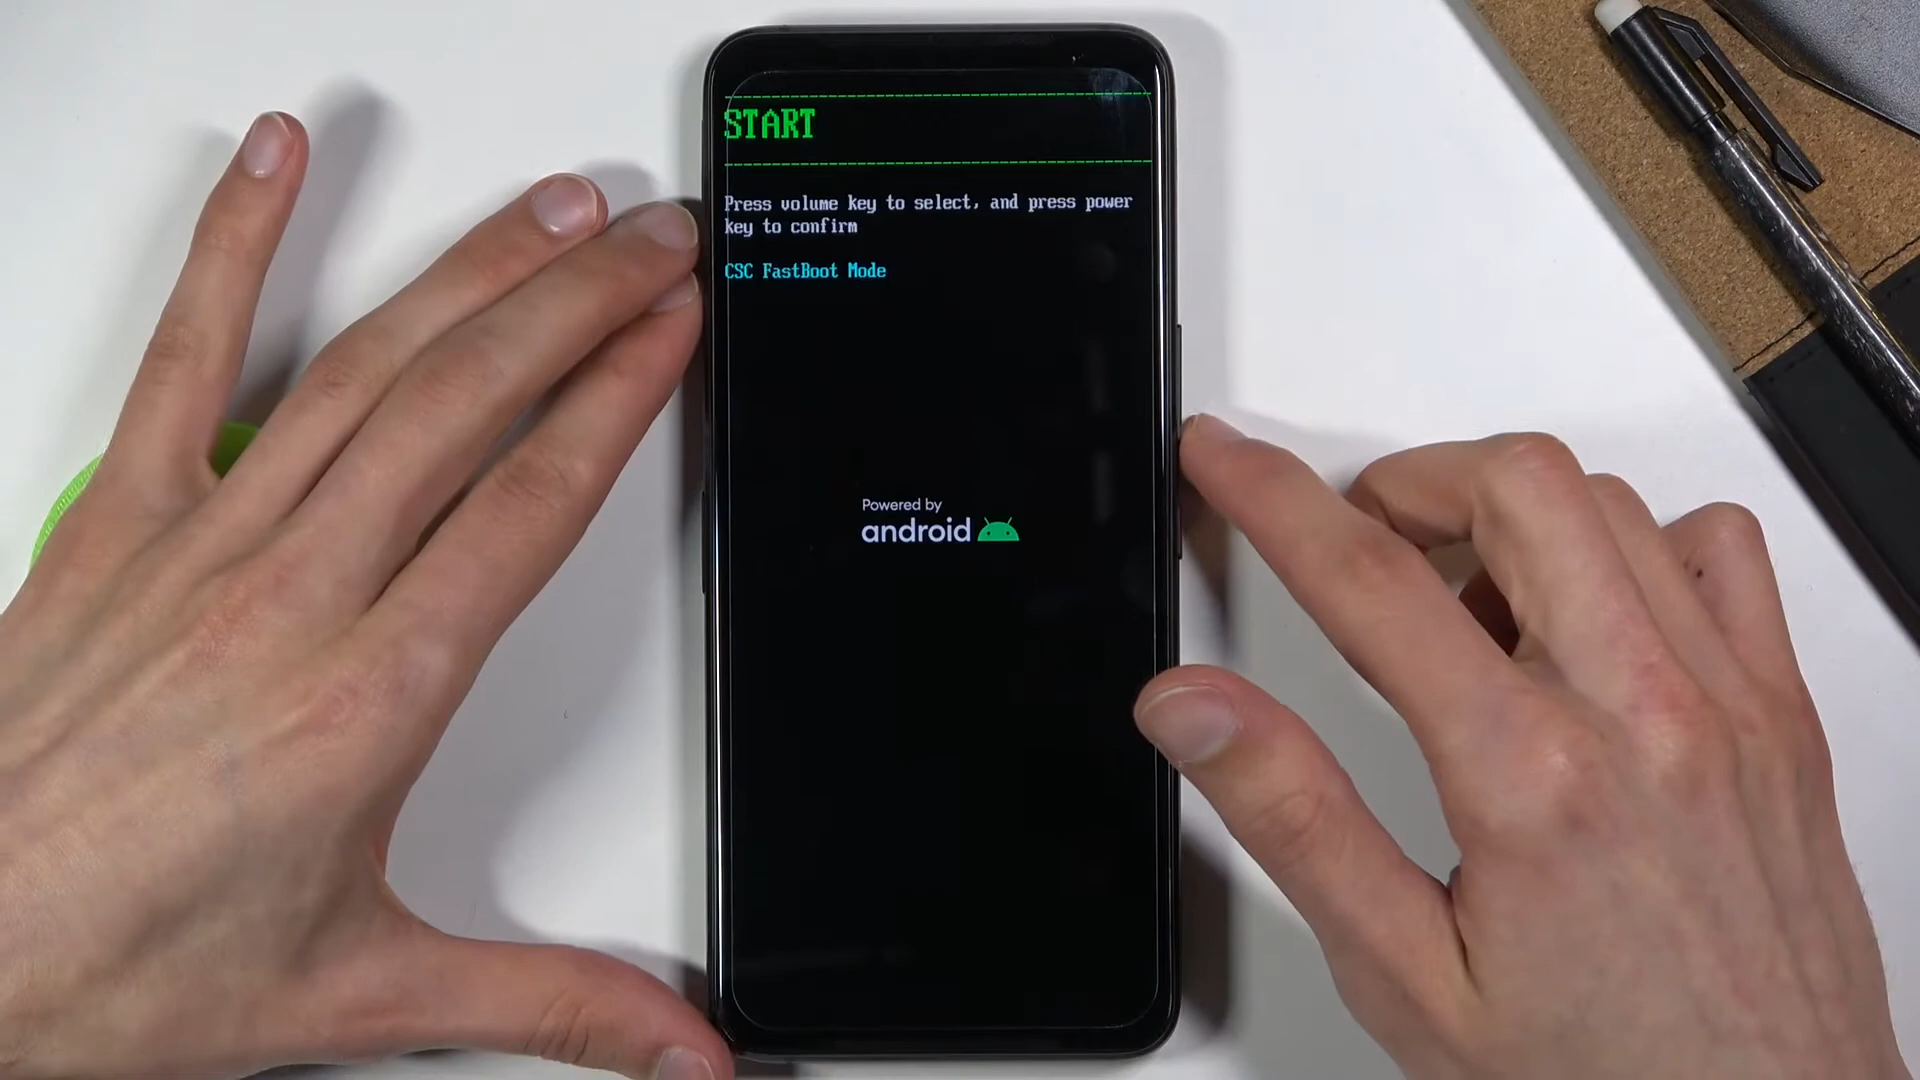 START
Press volume key to select, and press power
key to confirm
CSC FastBoot Mode
Powered by
android